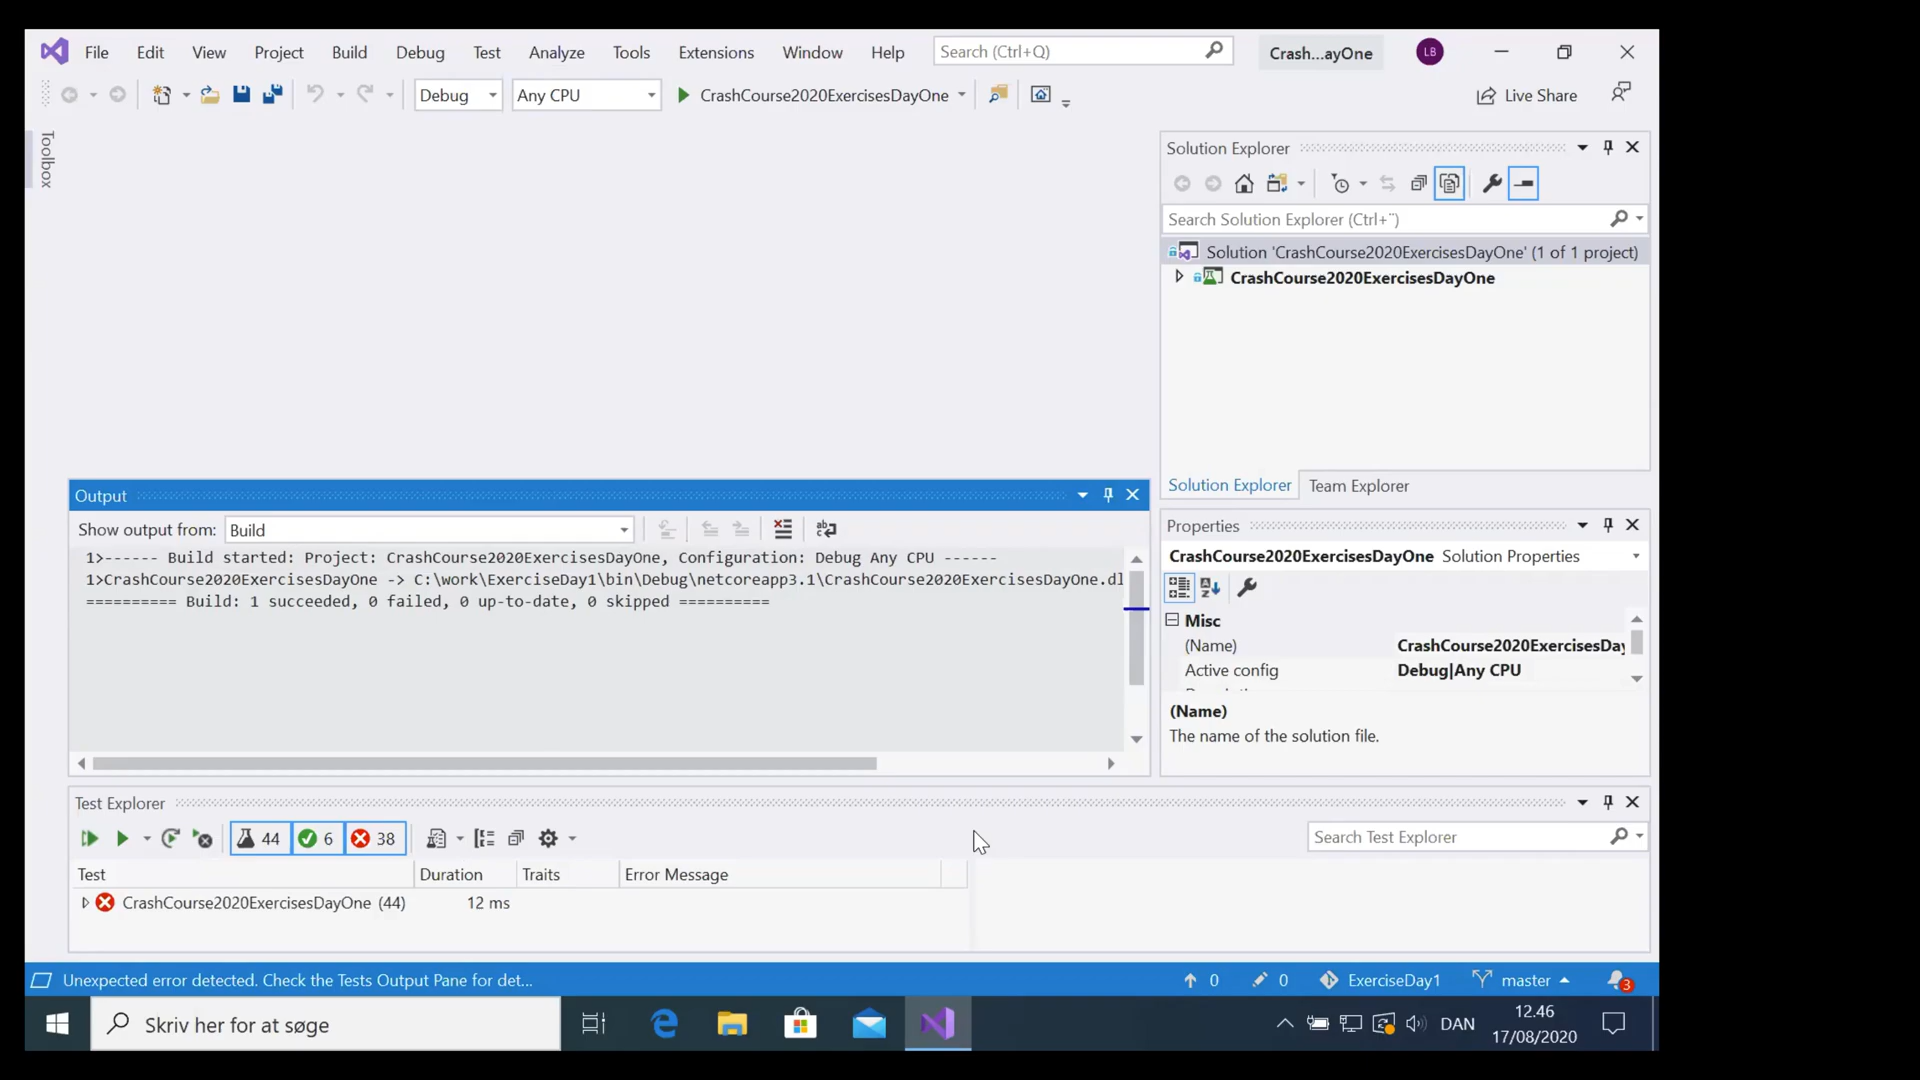 File Edit View Project Build Debug Test Analyze Tools Extensions Window Help Search (Ctrl+Q) Crash...ayOne LB
Debug Any CPU CrashCourse2020ExercisesDayOne Live Share
Toolbox
Solution Explorer
Search Solution Explorer (Ctrl+¨)
Solution 'CrashCourse2020ExercisesDayOne' (1 of 1 project)
CrashCourse2020ExercisesDayOne
Solution Explorer Team Explorer
Output
Show output from: Build
1>------ Build started: Project: CrashCourse2020ExercisesDayOne, Configuration: Debug Any CPU ------
1>CrashCourse2020ExercisesDayOne -> C:\work\ExerciseDay1\bin\Debug\netcoreapp3.1\CrashCourse2020ExercisesDayOne.dl
========== Build: 1 succeeded, 0 failed, 0 up-to-date, 0 skipped ==========
Properties
CrashCourse2020ExercisesDayOne Solution Properties
Misc
(Name) CrashCourse2020ExercisesDay
Active config Debug|Any CPU
(Name)
The name of the solution file.
Test Explorer
44 6 38 Search Test Explorer
Test Duration Traits Error Message
CrashCourse2020ExercisesDayOne (44) 12 ms
Unexpected error detected. Check the Tests Output Pane for det... 0 0 ExerciseDay1 master 3
Skriv her for at søge DAN 12.46
17/08/2020